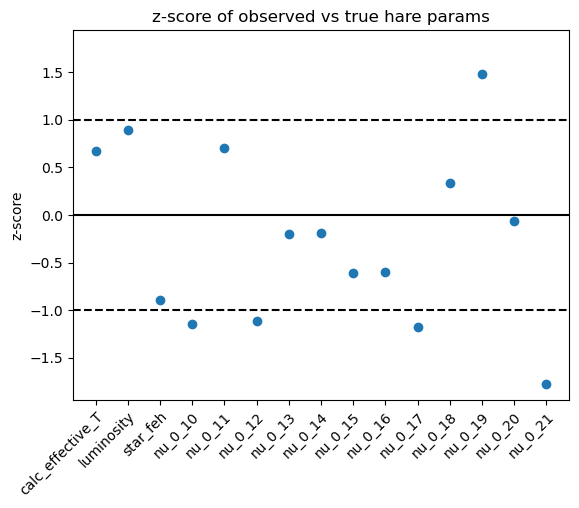 z-score of observed vs true hare params
z-score
1.5
1.0
0.5
0.0
−0.5
−1.0
−1.5
calc_effective_T
luminosity
star_feh
nu_0_10
nu_0_11
nu_0_12
nu_0_13
nu_0_14
nu_0_15
nu_0_16
nu_0_17
nu_0_18
nu_0_19
nu_0_20
nu_0_21